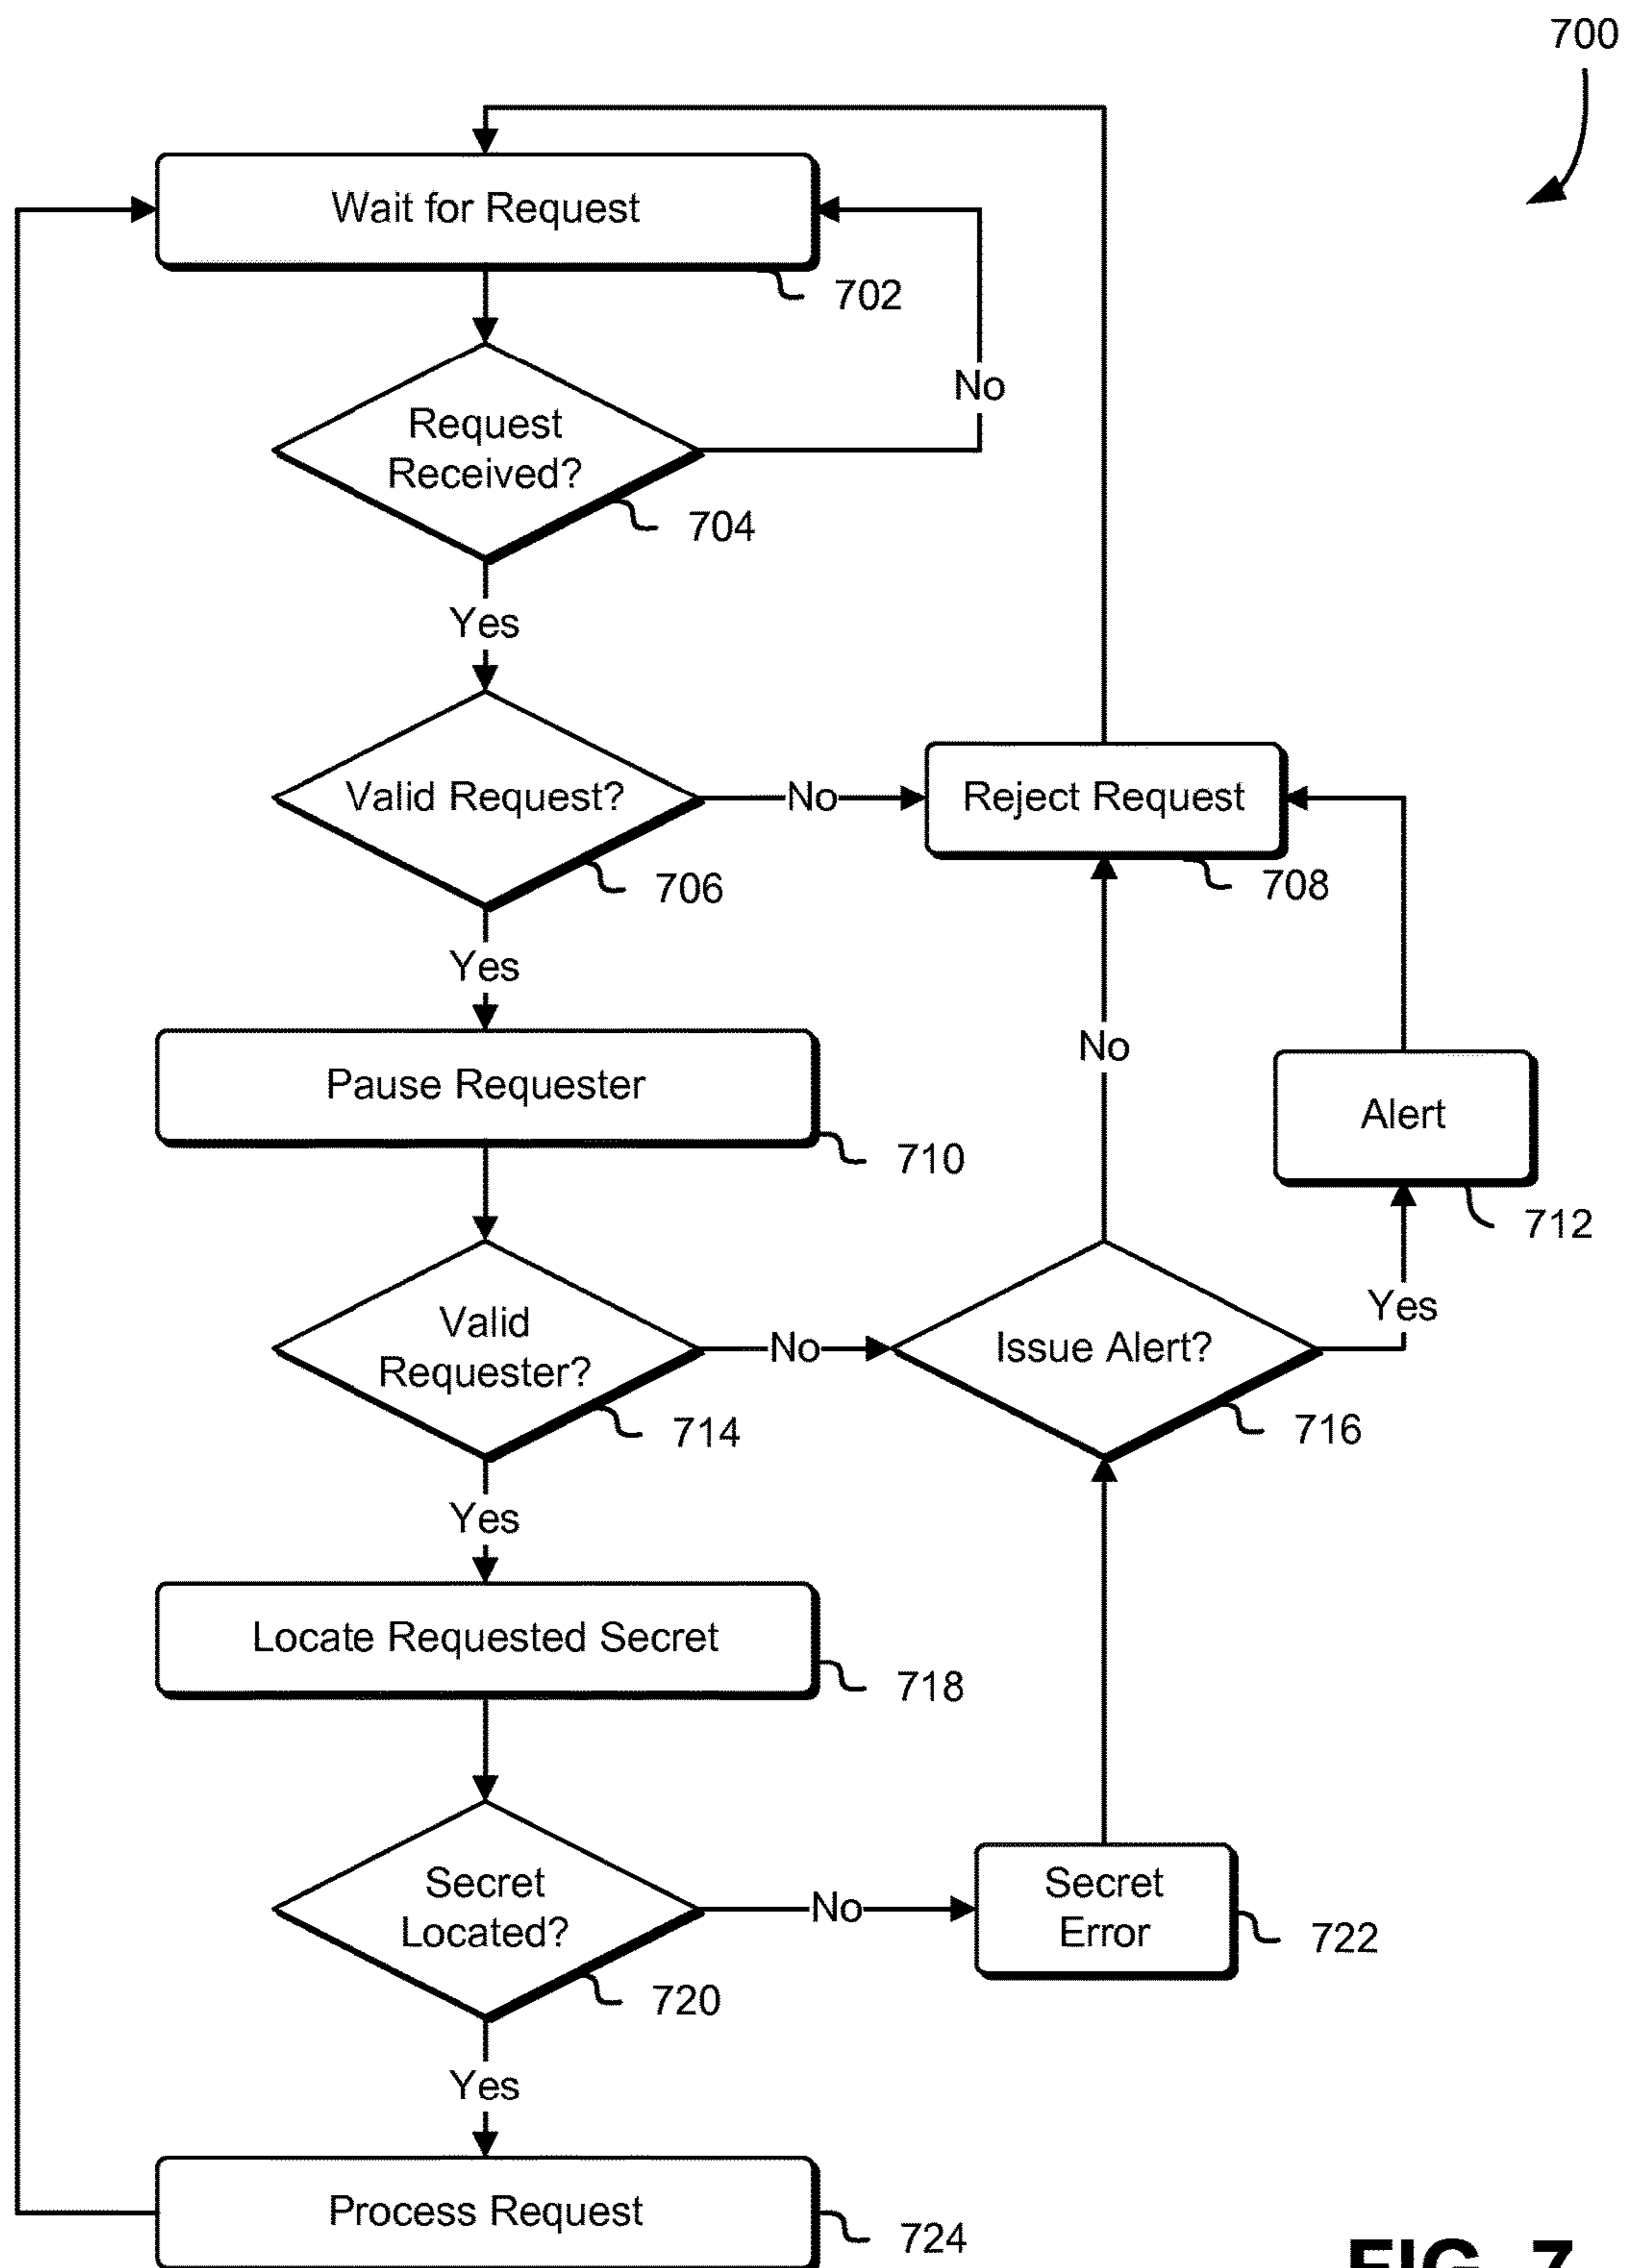 700
Wait for Request
702
No
Request
Received?
704
Yes
Valid Request?
No
Reject Request
706
708
Yes
No
Pause Requester
Alert
710
712
Valid
Requester?
No
Issue Alert?
Yes
714
716
Yes
Locate Requested Secret
718
Secret
Located?
No
Secret
Error
720
722
Yes
Process Request
724
FIG. 7